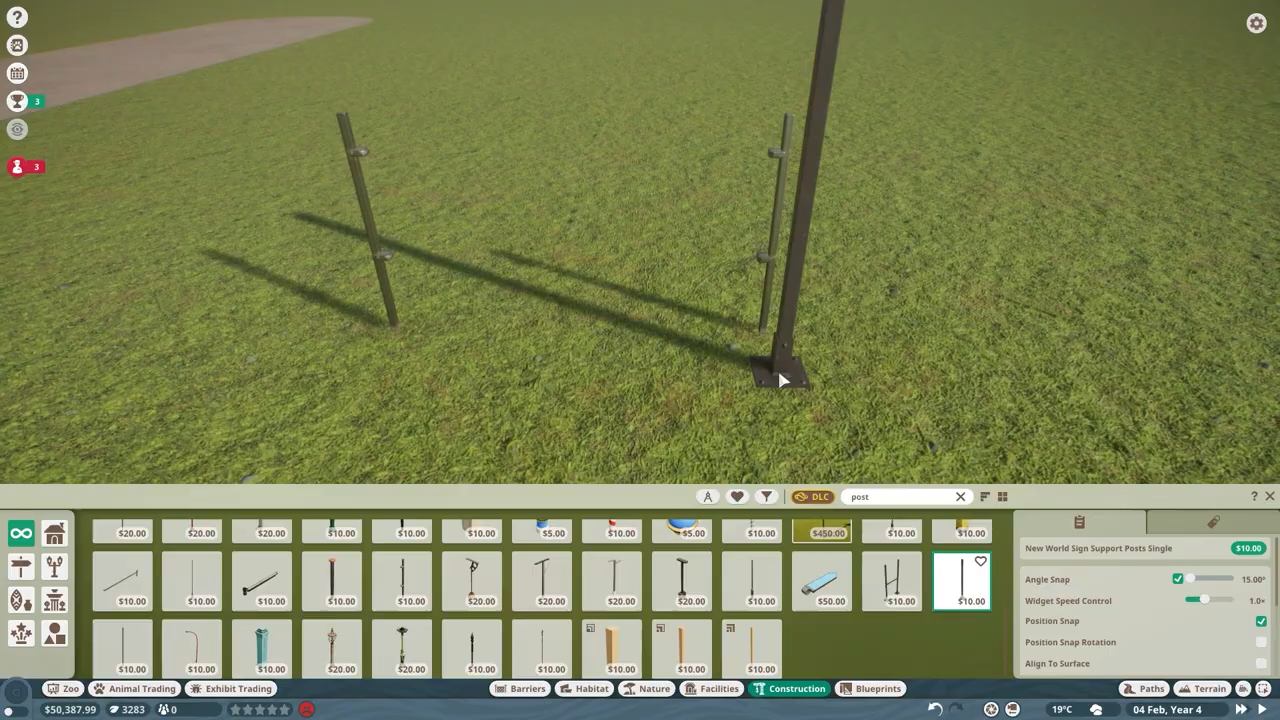 ?
3
3
DLC
post
?
$20.00
$20.00
$20.00
$10.00
$10.00
$10.00
$5.00
$10.00
$5.00
$10.00
$450.00
$10.00
$10.00
$10.00
$10.00
$10.00
$10.00
$10.00
$20.00
$20.00
$10.00
$20.00
$10.00
$50.00
$10.00
$10.00
$10.00
$10.00
$10.00
$20.00
$20.00
$10.00
$10.00
$10.00
$10.00
$10.00
New World Sign Support Posts Single
$10.00
Angle Snap
15.00°
Widget Speed Control
1.0×
Position Snap
Position Snap Rotation
Align To Surface
Zoo
Animal Trading
Exhibit Trading
Barriers
Habitat
Nature
Facilities
Construction
Blueprints
Paths
Terrain
$50,387.99
3283
0
19°C
04 Feb, Year 4